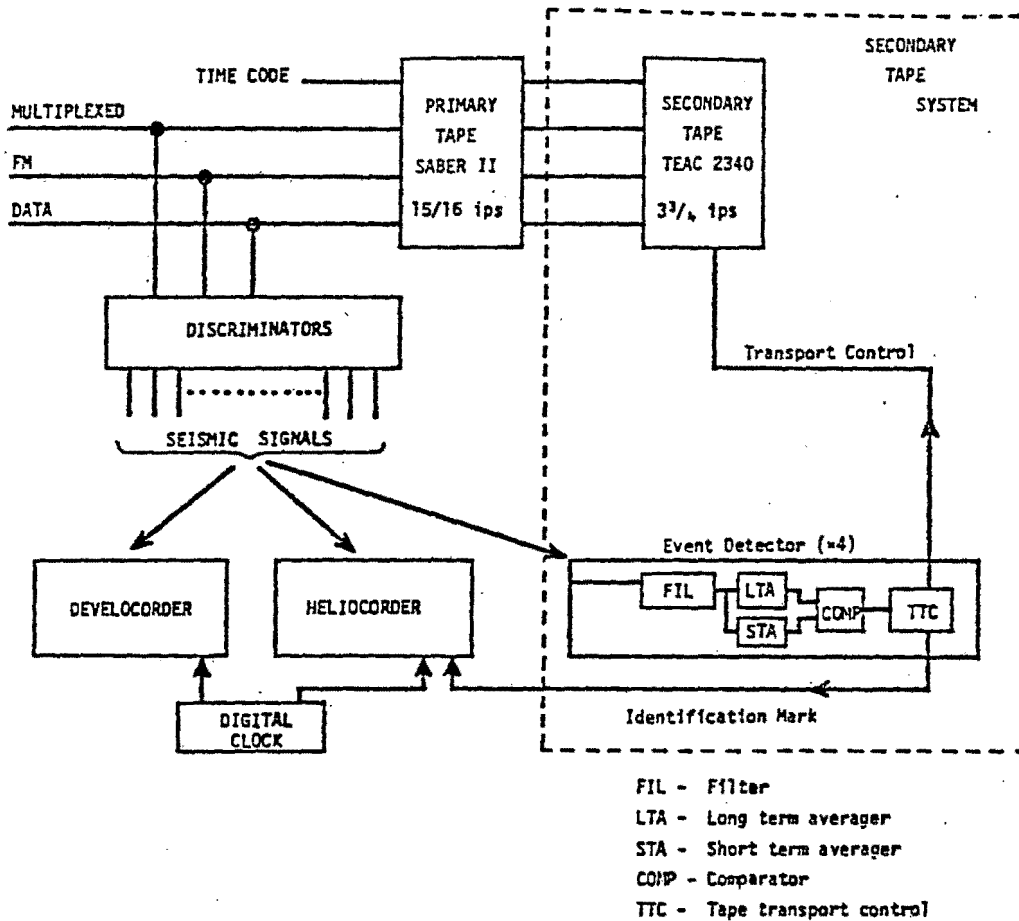 SECONDARY
TAPE
SYSTEM
TIME CODE
MULTIPLEXED
FM
DATA
PRIMARY
TAPE
SABER II
15/16 ips
SECONDARY
TAPE
TEAC 2340
3 3/4 ips
DISCRIMINATORS
Transport Control
SEISMIC SIGNALS
Event Detector (×4)
DEVELOCORDER
HELIOCORDER
FIL
LTA
STA
COMP
TTC
DIGITAL
CLOCK
Identification Mark
FIL - Filter
LTA - Long term averager
STA - Short term averager
COMP - Comparator
TTC - Tape transport control